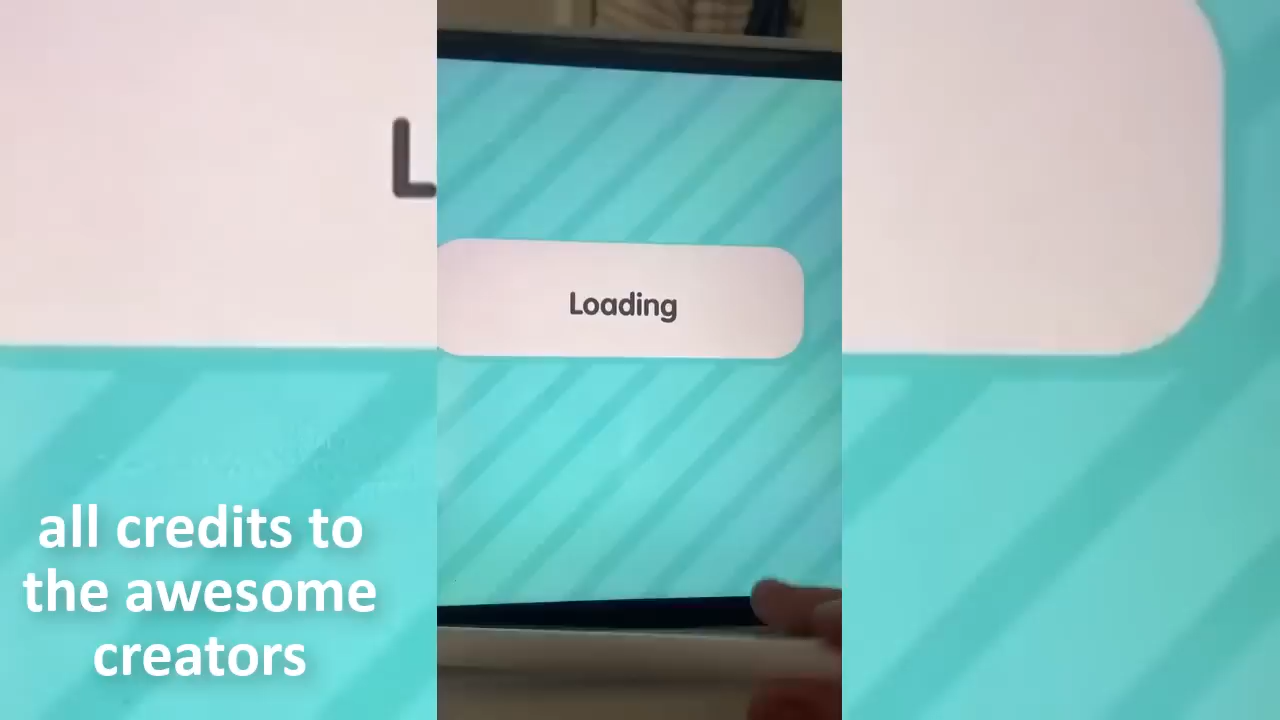 L
Loading
all credits to
the awesome
creators